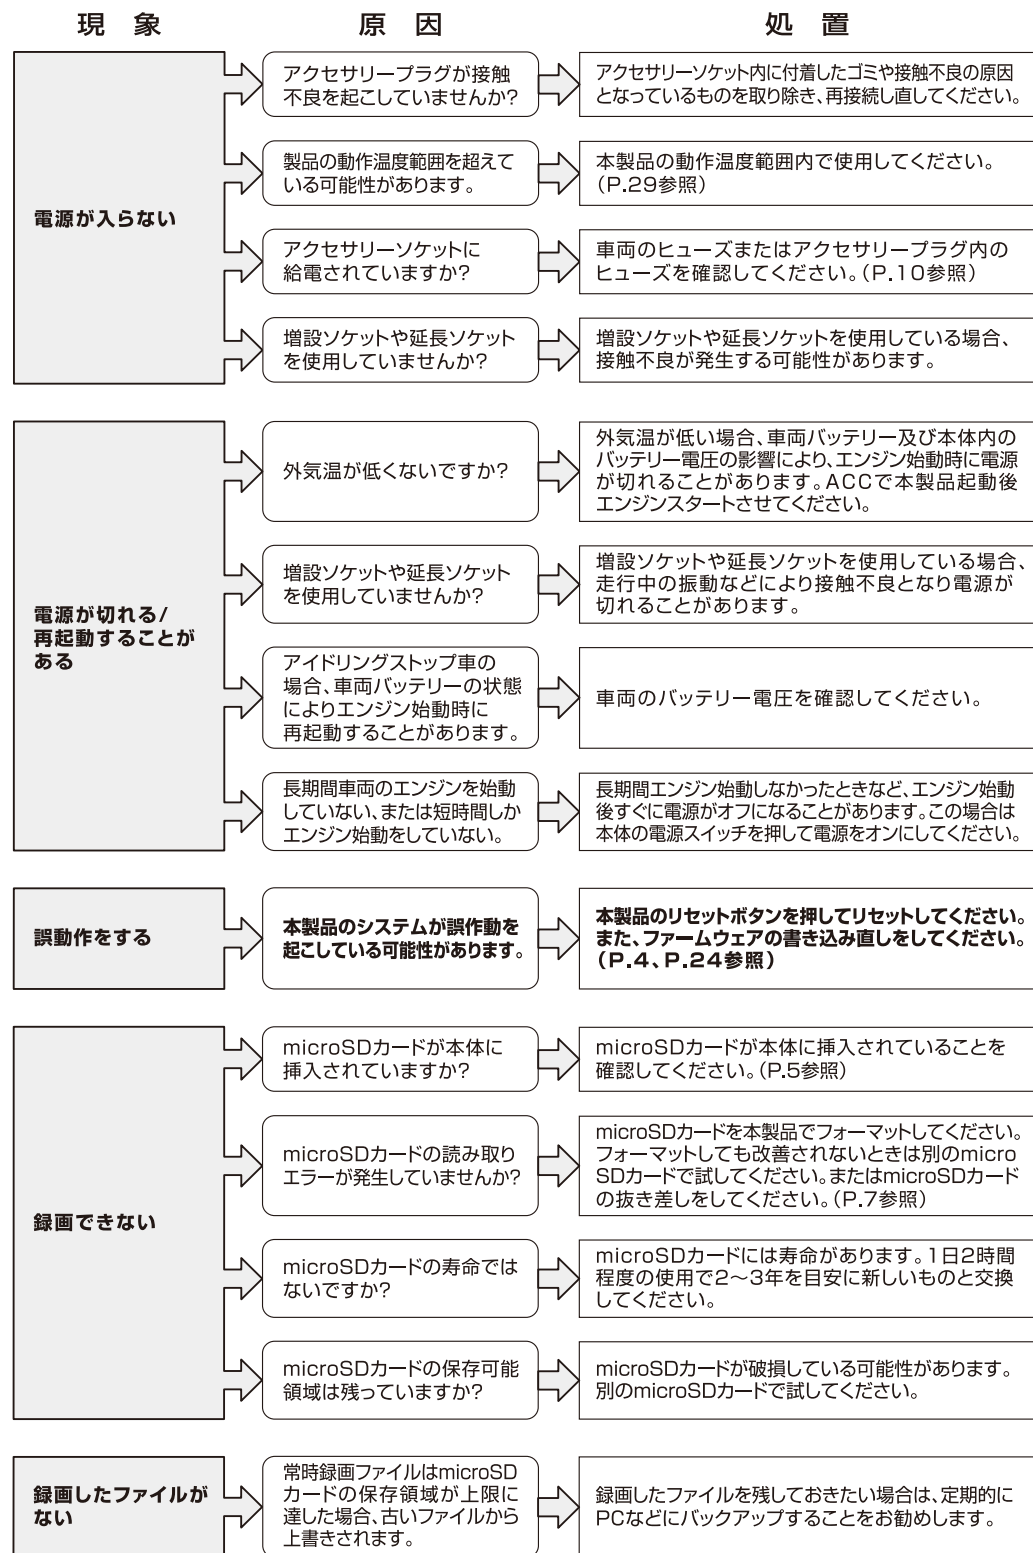 現 象
原 因
処 置
電源が入らない
アクセサリープラグが接触
不良を起こしていませんか?
アクセサリーソケット内に付着したゴミや接触不良の原因
となっているものを取り除き、再接続し直してください。
製品の動作温度範囲を超えて
いる可能性があります。
本製品の動作温度範囲内で使用してください。
(P.29参照)
アクセサリーソケットに
給電されていますか?
車両のヒューズまたはアクセサリープラグ内の
ヒューズを確認してください。(P.10参照)
増設ソケットや延長ソケット
を使用していませんか?
増設ソケットや延長ソケットを使用している場合、
接触不良が発生する可能性があります。
電源が切れる/
再起動することが
ある
外気温が低くないですか?
外気温が低い場合、車両バッテリー及び本体内の
バッテリー電圧の影響により、エンジン始動時に電源
が切れることがあります。ACCで本製品起動後
エンジンスタートさせてください。
増設ソケットや延長ソケット
を使用していませんか?
増設ソケットや延長ソケットを使用している場合、
走行中の振動などにより接触不良となり電源が
切れることがあります。
アイドリングストップ車の
場合、車両バッテリーの状態
によりエンジン始動時に
再起動することがあります。
車両のバッテリー電圧を確認してください。
長期間車両のエンジンを始動
していない、または短時間しか
エンジン始動をしていない。
長期間エンジン始動しなかったときなど、エンジン始動
後すぐに電源がオフになることがあります。この場合は
本体の電源スイッチを押して電源をオンにしてください。
誤動作をする
本製品のシステムが誤作動を
起こしている可能性があります。
本製品のリセットボタンを押してリセットしてください。
また、ファームウェアの書き込み直しをしてください。
(P.4、P.24参照)
録画できない
microSDカードが本体に
挿入されていますか?
microSDカードが本体に挿入されていることを
確認してください。(P.5参照)
microSDカードの読み取り
エラーが発生していませんか?
microSDカードを本製品でフォーマットしてください。
フォーマットしても改善されないときは別のmicro
SDカードで試してください。またはmicroSDカード
の抜き差しをしてください。(P.7参照)
microSDカードの寿命では
ないですか?
microSDカードには寿命があります。1日2時間
程度の使用で2〜3年を目安に新しいものと交換
してください。
microSDカードの保存可能
領域は残っていますか?
microSDカードが破損している可能性があります。
別のmicroSDカードで試してください。
録画したファイルが
ない
常時録画ファイルはmicroSD
カードの保存領域が上限に
達した場合、古いファイルから
上書きされます。
録画したファイルを残しておきたい場合は、定期的に
PCなどにバックアップすることをお勧めします。